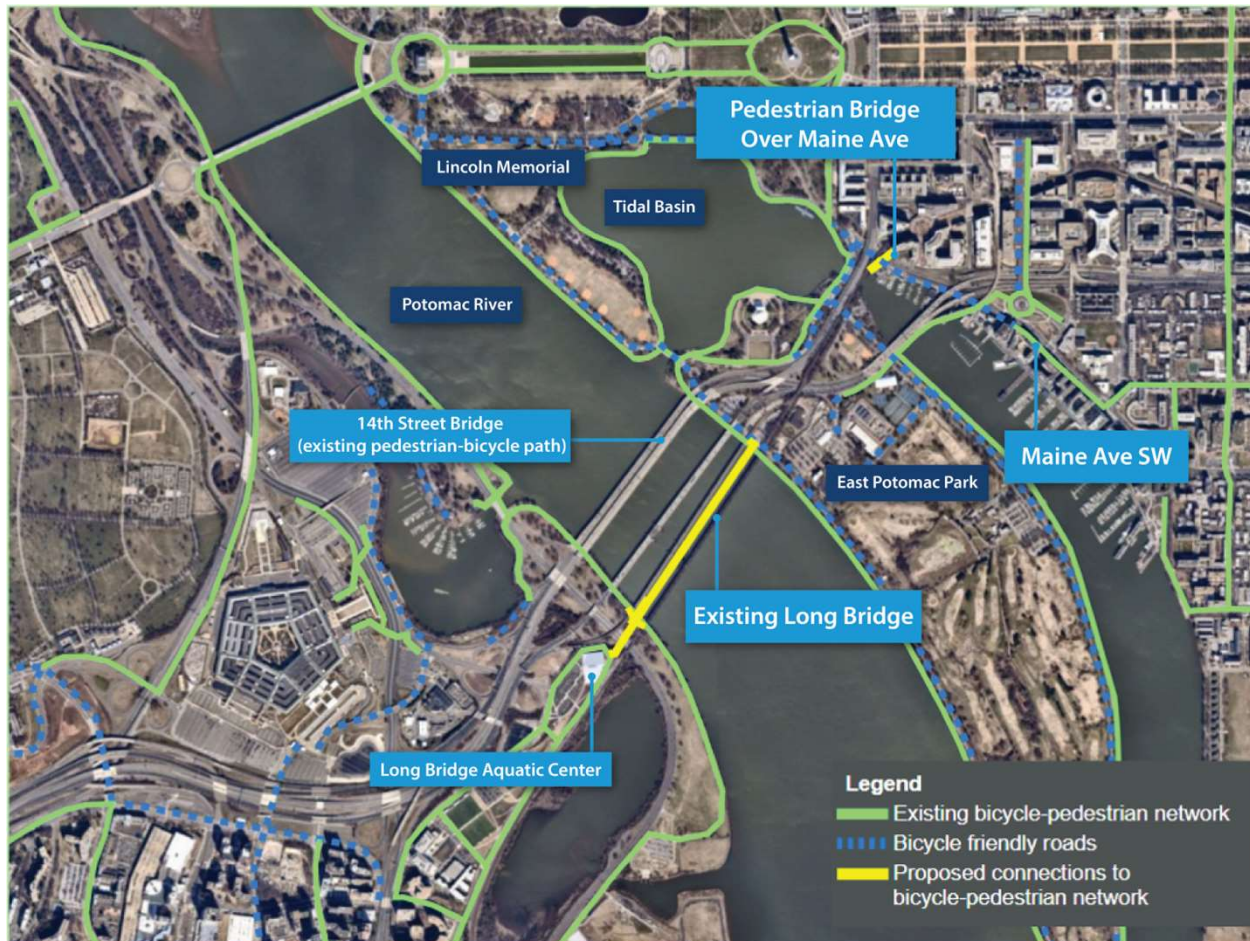 Pedestrian Bridge
Over Maine Ave
Lincoln Memorial
Tidal Basin
Potomac River
14th Street Bridge
(existing pedestrian-bicycle path)
Maine Ave SW
East Potomac Park
Existing Long Bridge
Long Bridge Aquatic Center
Legend
Existing bicycle-pedestrian network
Bicycle friendly roads
Proposed connections to
bicycle-pedestrian network